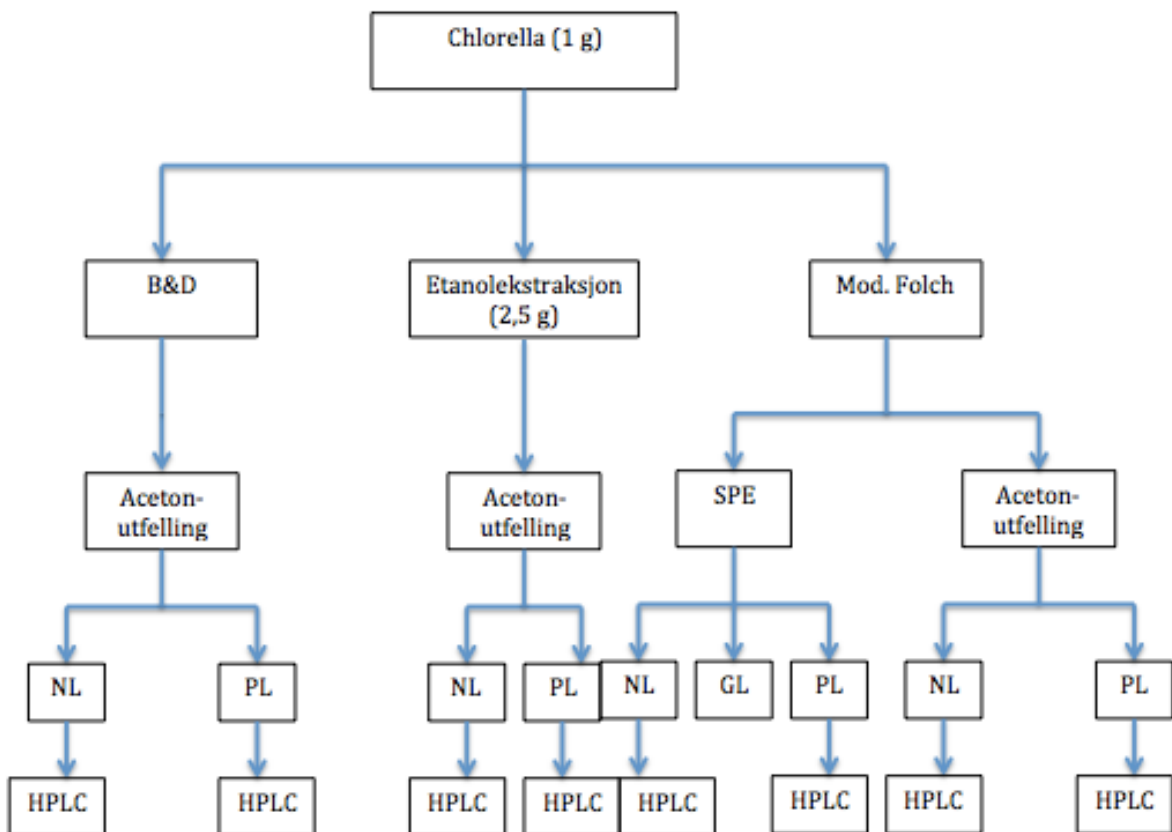 Chlorella (1 g)
B&D
Etanolekstraksjon
(2,5 g)
Mod. Folch
Aceton-
utfelling
Aceton-
utfelling
SPE
Aceton-
utfelling
NL
PL
NL
PL
NL
GL
PL
NL
PL
HPLC
HPLC
HPLC
HPLC
HPLC
HPLC
HPLC
HPLC